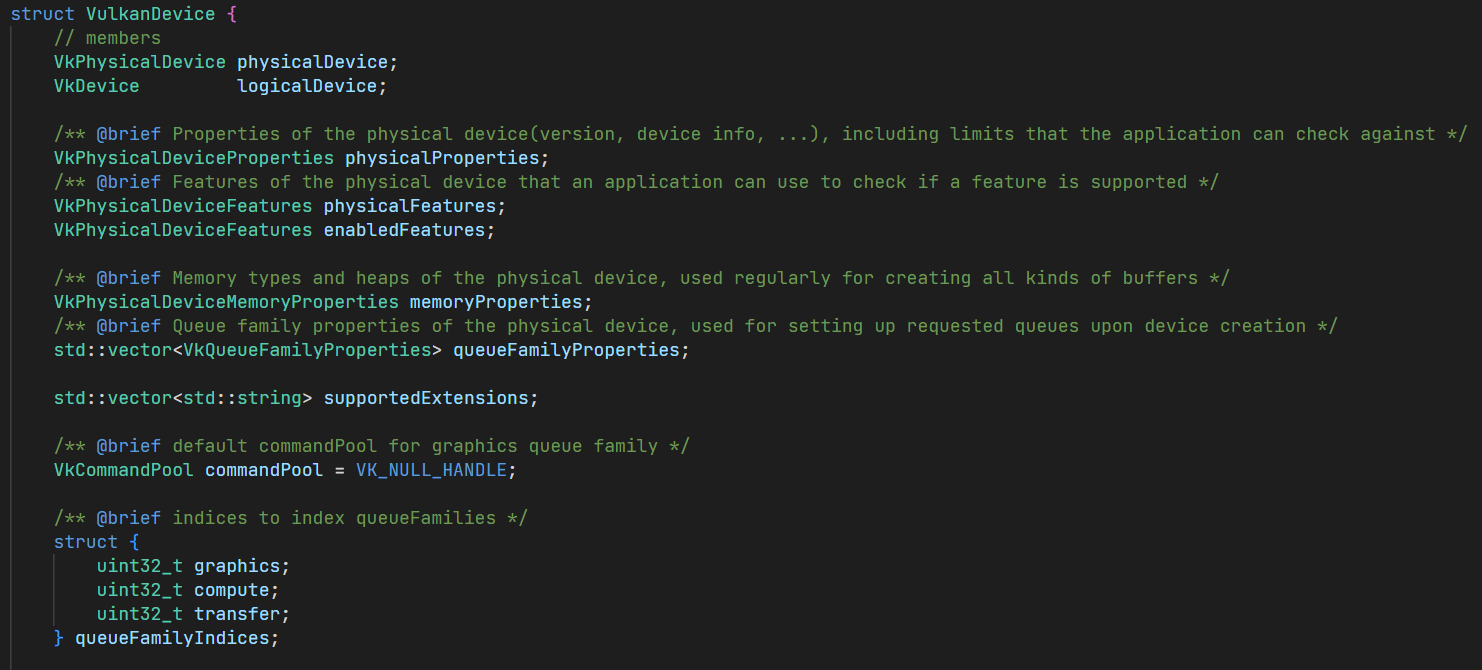 struct VulkanDevice {
// members
VkPhysicalDevice physicalDevice;
VkDevice         logicalDevice;
/** @brief Properties of the physical device(version, device info, ...), including limits that the application can check against */
VkPhysicalDeviceProperties physicalProperties;
/** @brief Features of the physical device that an application can use to check if a feature is supported */
VkPhysicalDeviceFeatures physicalFeatures;
VkPhysicalDeviceFeatures enabledFeatures;
/** @brief Memory types and heaps of the physical device, used regularly for creating all kinds of buffers */
VkPhysicalDeviceMemoryProperties memoryProperties;
/** @brief Queue family properties of the physical device, used for setting up requested queues upon device creation */
std::vector<VkQueueFamilyProperties> queueFamilyProperties;
std::vector<std::string> supportedExtensions;
/** @brief default commandPool for graphics queue family */
VkCommandPool commandPool = VK_NULL_HANDLE;
/** @brief indices to index queueFamilies */
struct {
uint32_t graphics;
uint32_t compute;
uint32_t transfer;
} queueFamilyIndices;